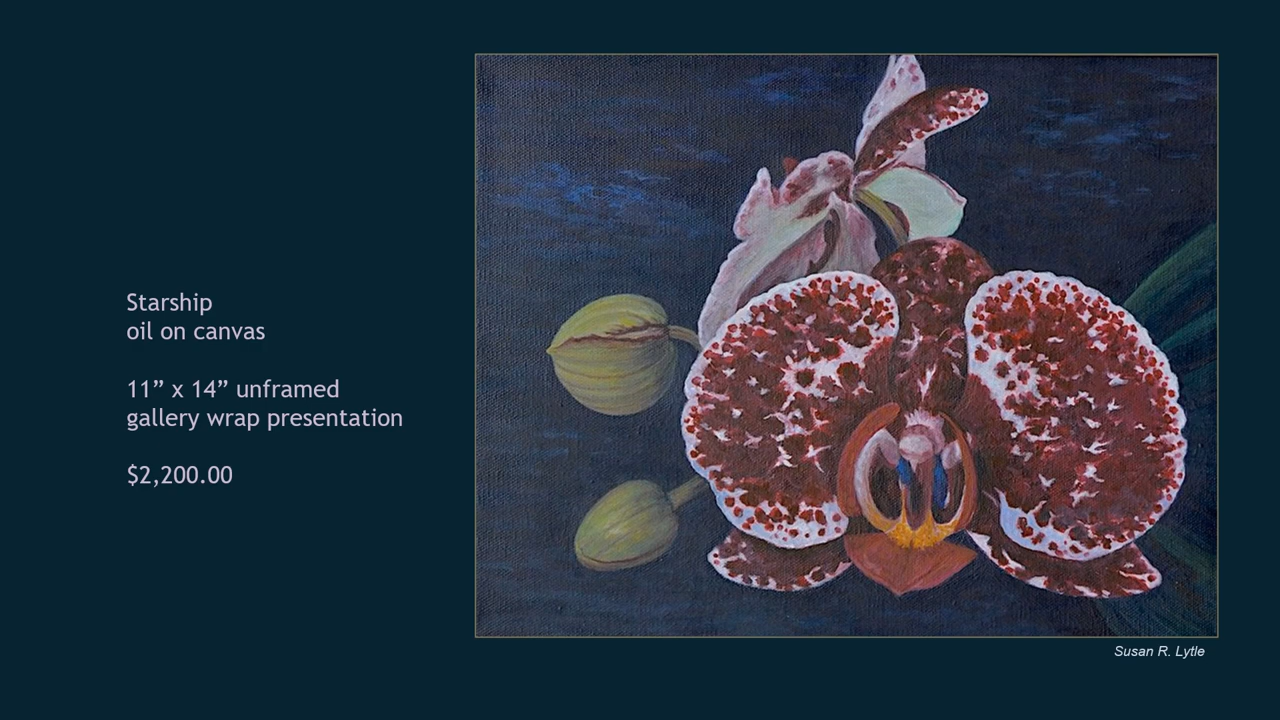 Starship
oil on canvas
11” x 14” unframed
gallery wrap presentation
$2,200.00
Susan R. Lytle